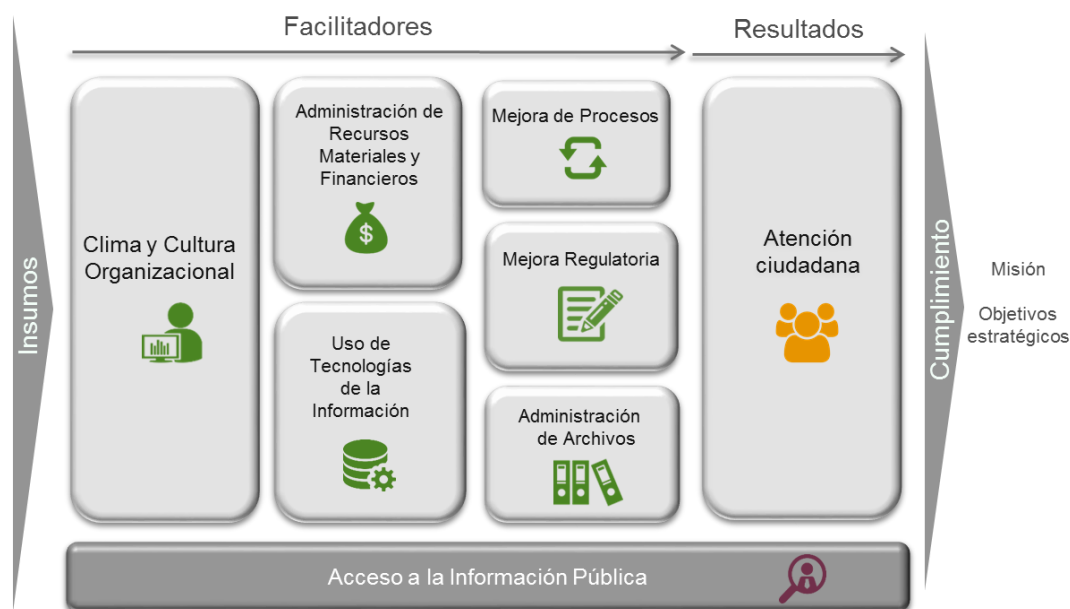 Facilitadores
Resultados
Insumos
Clima y Cultura
Organizacional
Administración de
Recursos
Materiales y
Financieros
$
Uso de
Tecnologías
de la
Información
Mejora de Procesos
Mejora Regulatoria
Administración
de Archivos
Atención
ciudadana
Cumplimiento
Misión
Objetivos
estratégicos
Acceso a la Información Pública